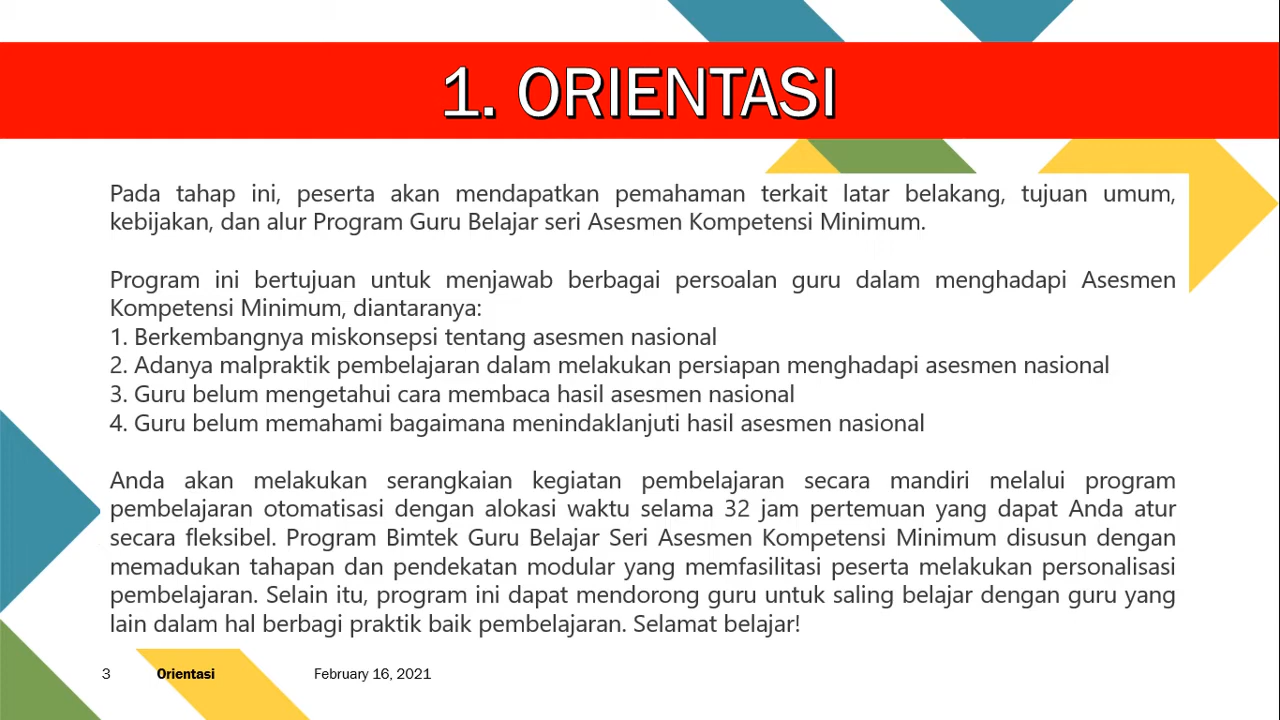 1. ORIENTASI
Pada tahap ini, peserta akan mendapatkan pemahaman terkait latar belakang, tujuan umum,
kebijakan, dan alur Program Guru Belajar seri Asesmen Kompetensi Minimum.
Program ini bertujuan untuk menjawab berbagai persoalan guru dalam menghadapi Asesmen
Kompetensi Minimum, diantaranya:
1. Berkembangnya miskonsepsi tentang asesmen nasional
2. Adanya malpraktik pembelajaran dalam melakukan persiapan menghadapi asesmen nasional
3. Guru belum mengetahui cara membaca hasil asesmen nasional
4. Guru belum memahami bagaimana menindaklanjuti hasil asesmen nasional
Anda akan melakukan serangkaian kegiatan pembelajaran secara mandiri melalui program
pembelajaran otomatisasi dengan alokasi waktu selama 32 jam pertemuan yang dapat Anda atur
secara fleksibel. Program Bimtek Guru Belajar Seri Asesmen Kompetensi Minimum disusun dengan
memadukan tahapan dan pendekatan modular yang memfasilitasi peserta melakukan personalisasi
pembelajaran. Selain itu, program ini dapat mendorong guru untuk saling belajar dengan guru yang
lain dalam hal berbagi praktik baik pembelajaran. Selamat belajar!
3 Orientasi February 16, 2021